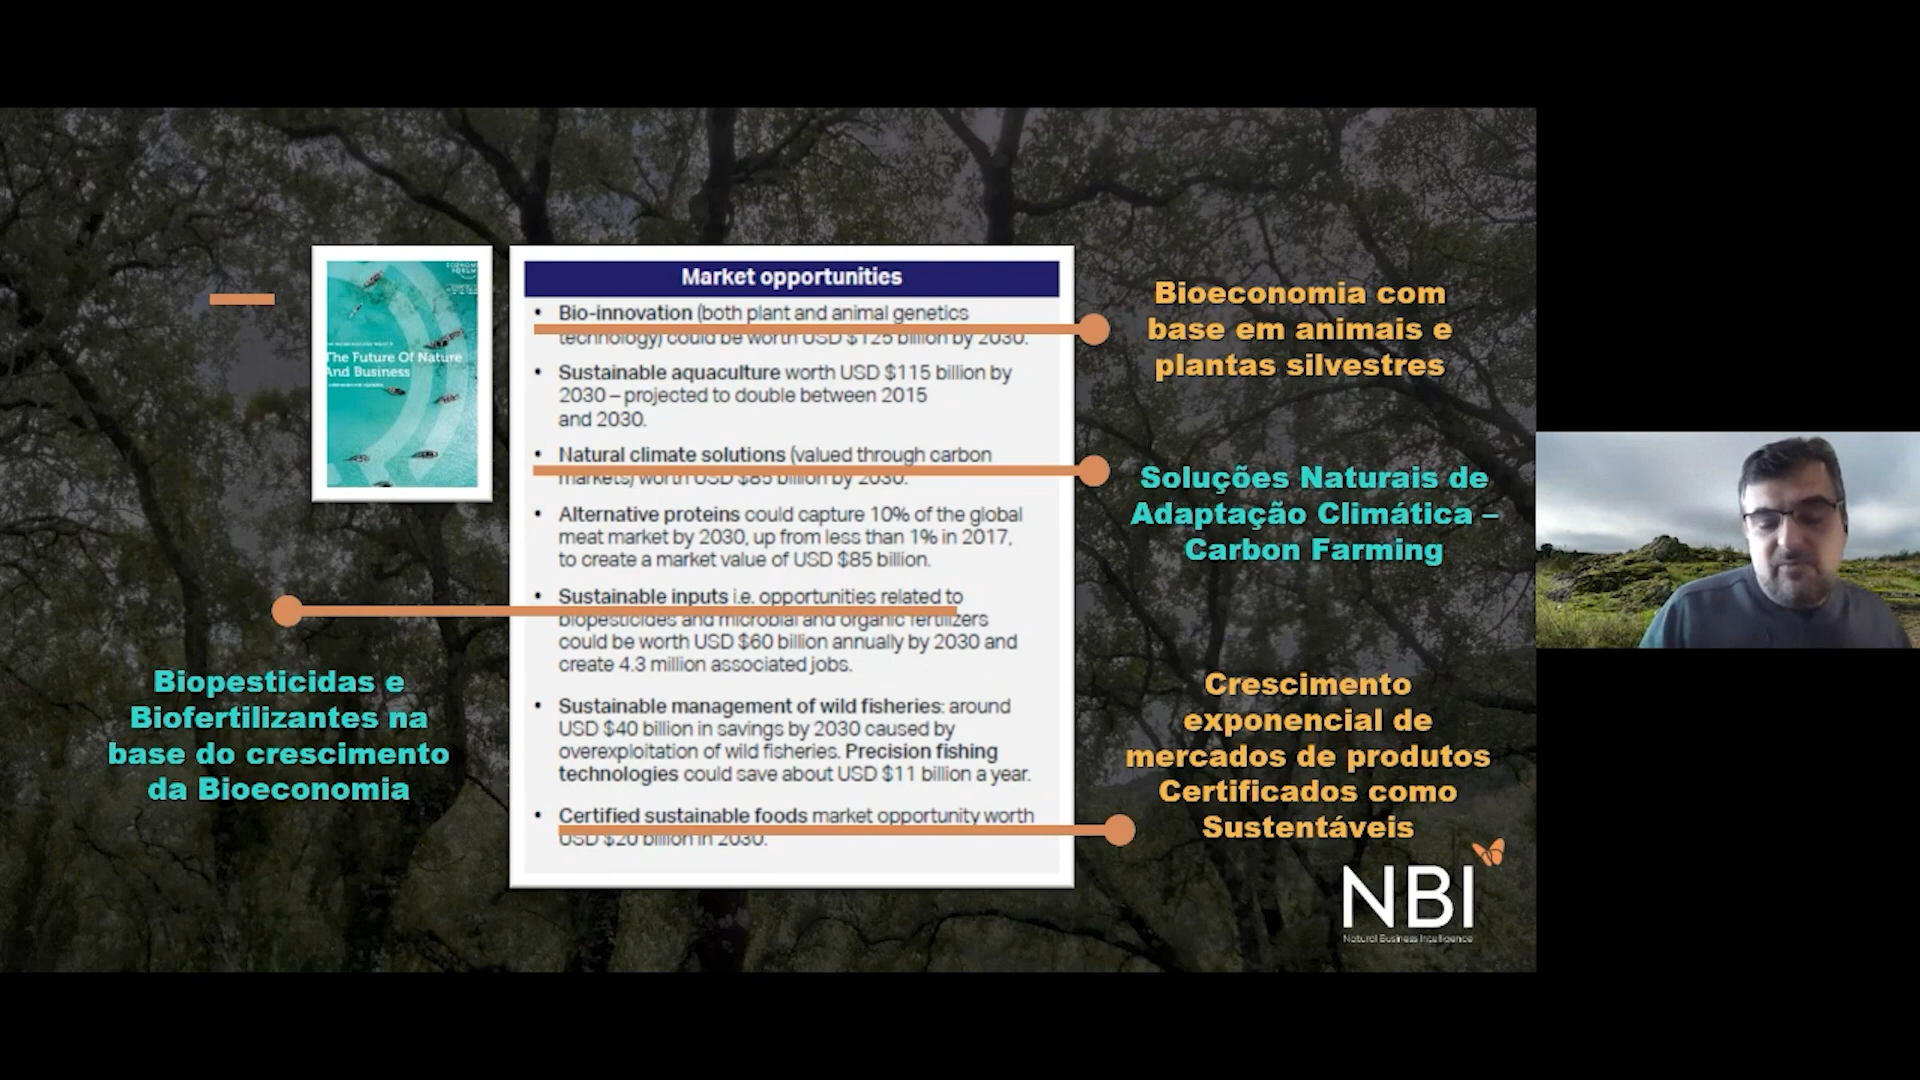 ECONOMIC
FORUM
The Future Of Nature
And Business
Market opportunities
• Bio-innovation (both plant and animal genetics
technology) could be worth USD $125 billion by 2030.
• Sustainable aquaculture worth USD $115 billion by
2030 – projected to double between 2015
and 2030.
• Natural climate solutions (valued through carbon
markets) worth USD $85 billion by 2030.
• Alternative proteins could capture 10% of the global
meat market by 2030, up from less than 1% in 2017,
to create a market value of USD $85 billion.
• Sustainable inputs i.e. opportunities related to
biopesticides and microbial and organic fertilizers
could be worth USD $60 billion annually by 2030 and
create 4.3 million associated jobs.
• Sustainable management of wild fisheries: around
USD $40 billion in savings by 2030 caused by
overexploitation of wild fisheries. Precision fishing
technologies could save about USD $11 billion a year.
• Certified sustainable foods market opportunity worth
USD $20 billion in 2030.
Bioeconomia com
base em animais e
plantas silvestres
Soluções Naturais de
Adaptação Climática –
Carbon Farming
Biopesticidas e
Biofertilizantes na
base do crescimento
da Bioeconomia
Crescimento
exponencial de
mercados de produtos
Certificados como
Sustentáveis
NBI
Natural Business Intelligence